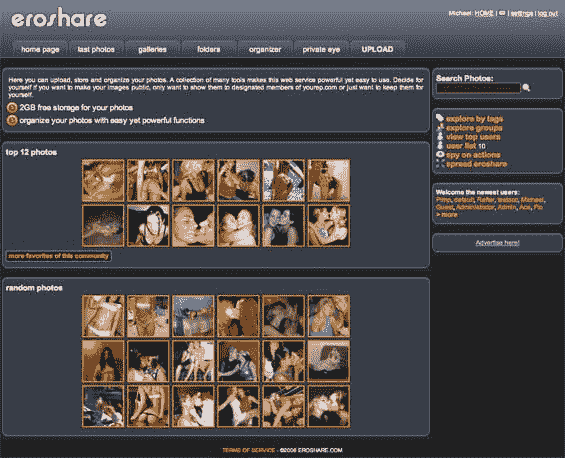 eroshare
Michael: HOME | | settings | log out
home page last photos galleries folders organizer private eye UPLOAD
Here you can upload, store and organize your photos. A collection of many tools makes this web service powerful yet easy to use. Decide for
yourself if you want to make your images public, only want to show them to designated members of yourep.com or just want to keep them for
yourself.
2GB free storage for your photos
organize your photos with easy yet powerful functions
Search Photos:
explore by tags
explore groups
view top users
user list 10
spy on actions
spread eroshare
top 12 photos
more favorites of this community
Welcome the newest users:
Pimp, default, Reifer, testoni, Michael,
Guest, Administrator, Admin, Ace, Flo
> more
Advertise here!
random photos
TERMS OF SERVICE - ©2006 EROSHARE.COM